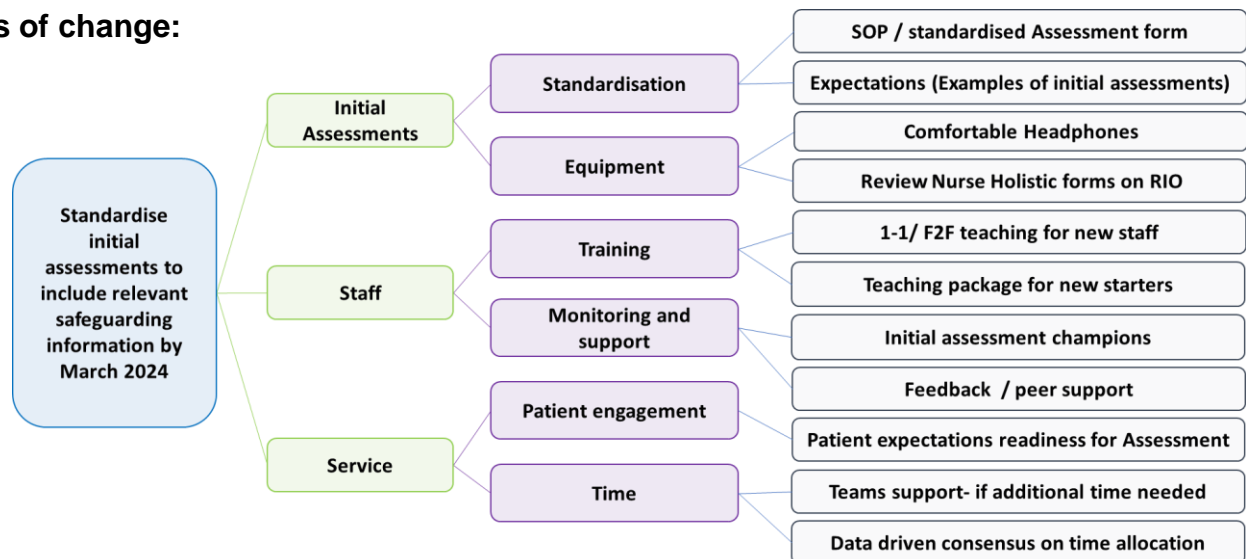 s of change:
Standardise
initial
assessments to
include relevant
safeguarding
information by
March 2024
Initial
Assessments
Staff
Service
Standardisation
Equipment
Training
Monitoring and
support
Patient engagement
Time
SOP / standardised Assessment form
Expectations (Examples of initial assessments)
Comfortable Headphones
Review Nurse Holistic forms on RIO
1-1/ F2F teaching for new staff
Teaching package for new starters
Initial assessment champions
Feedback  / peer support
Patient expectations readiness for Assessment
Teams support- if additional time needed
Data driven consensus on time allocation